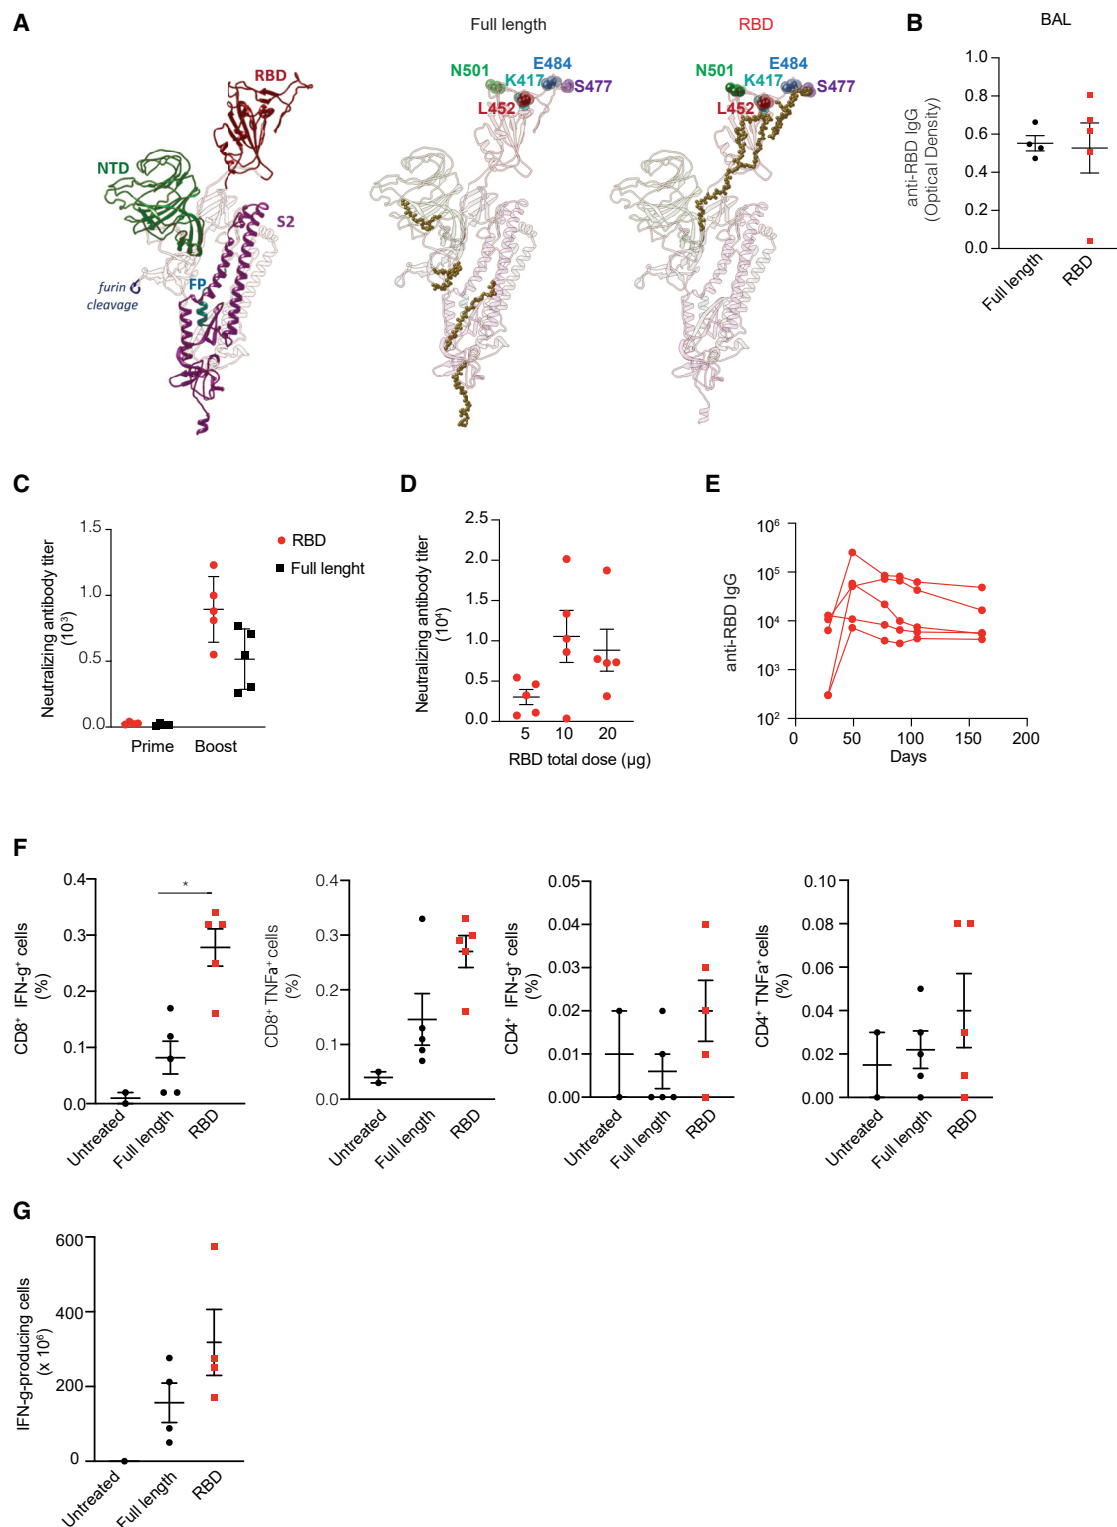 A
Full length
RBD
RBD
NTD
S2
FP
furin
cleavage
N501
K417
E484
S477
L452
N501
K417
E484
S477
L452
B
BAL
anti-RBD IgG
(Optical Density)
1.0
0.8
0.6
0.4
0.2
0.0
Full length
RBD
C
Neutralizing antibody titer
(10³)
1.5
1.0
0.5
0.0
Prime
Boost
RBD
Full lenght
D
Neutralizing antibody titer
(10⁴)
2.5
2.0
1.0
1.0
0.5
0.0
5
10
20
RBD total dose (µg)
E
anti-RBD IgG
10⁶
10⁵
10⁴
10³
10²
0
50
100
150
200
Days
F
CD8⁺ IFN-g⁺ cells
(%)
0.4
0.3
0.2
0.1
0.0
Untreated
Full length
RBD
*
CD8⁺ TNFa⁺ cells
(%)
0.4
0.3
0.2
0.1
0.0
Untreated
Full length
RBD
CD4⁺ IFN-g⁺ cells
(%)
0.05
0.04
0.03
0.02
0.01
0.00
Untreated
Full length
RBD
CD4⁺ TNFa⁺ cells
(%)
0.10
0.08
0.06
0.04
0.02
0.00
Untreated
Full length
RBD
G
IFN-g-producing cells
(x 10⁶)
600
400
200
0
Untreated
Full length
RBD